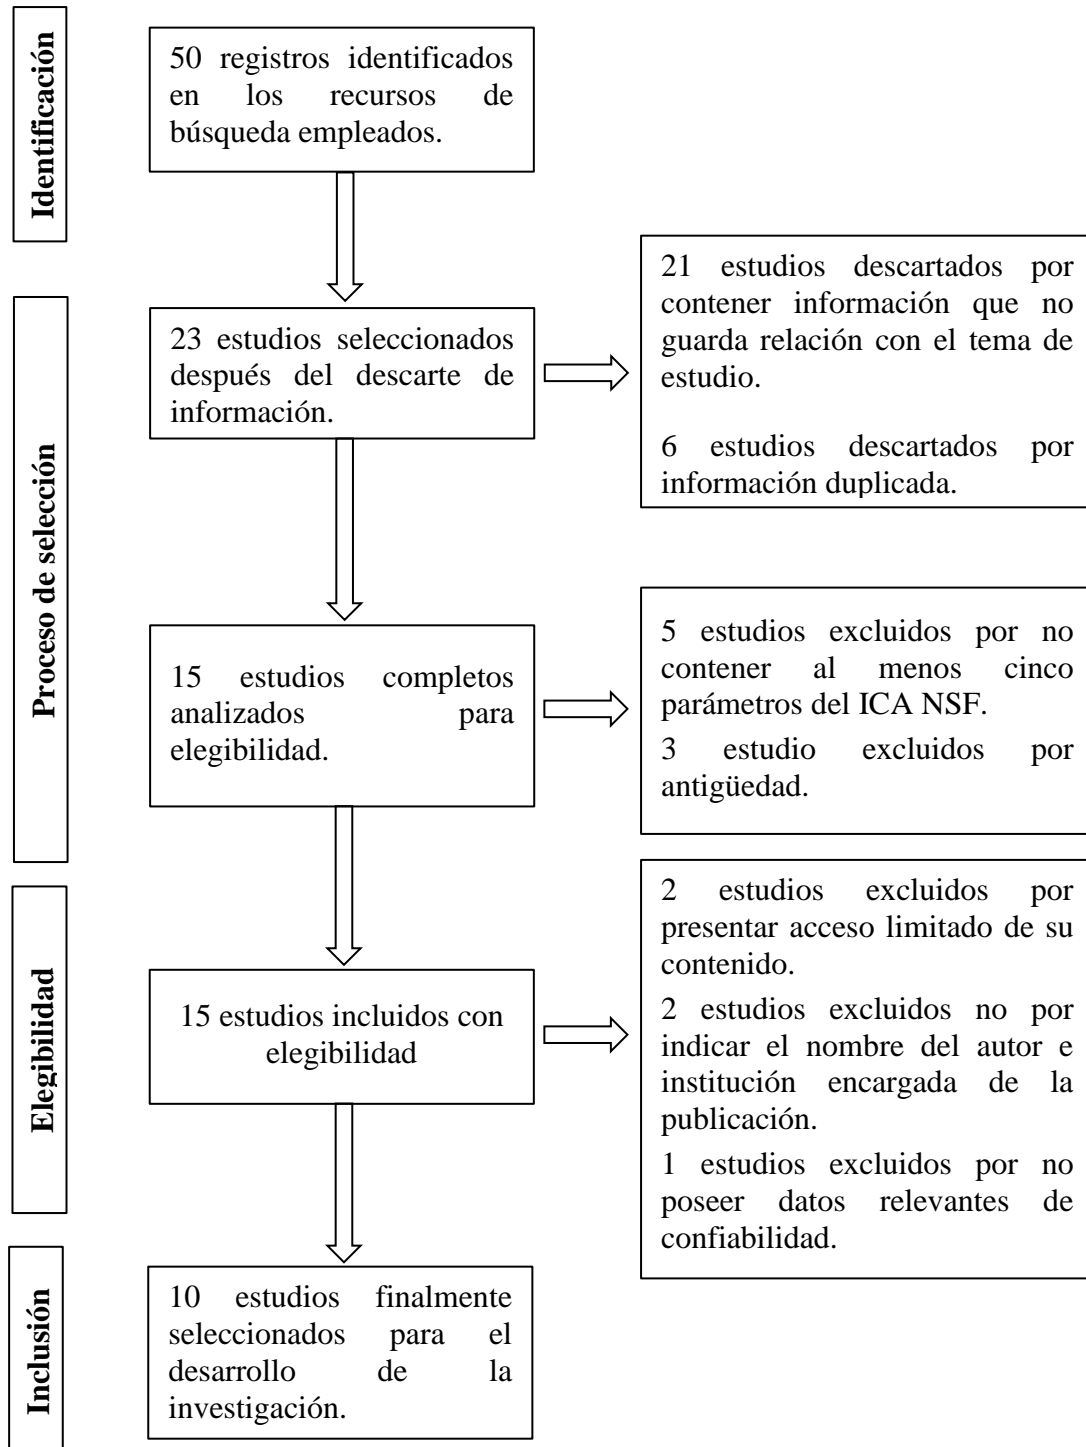 Identificación
50 registros identificados
en los recursos de
búsqueda empleados.
Proceso de selección
23 estudios seleccionados
después del descarte de
información.
21 estudios descartados por
contener información que no
guarda relación con el tema de
estudio.
6 estudios descartados por
información duplicada.
15 estudios completos
analizados para
elegibilidad.
5 estudios excluidos por no
contener al menos cinco
parámetros del ICA NSF.
3 estudio excluidos por
antigüedad.
Elegibilidad
15 estudios incluidos con
elegibilidad
2 estudios excluidos por
presentar acceso limitado de su
contenido.
2 estudios excluidos no por
indicar el nombre del autor e
institución encargada de la
publicación.
1 estudios excluidos por no
poseer datos relevantes de
confiabilidad.
Inclusión
10 estudios finalmente
seleccionados para el
desarrollo de la
investigación.